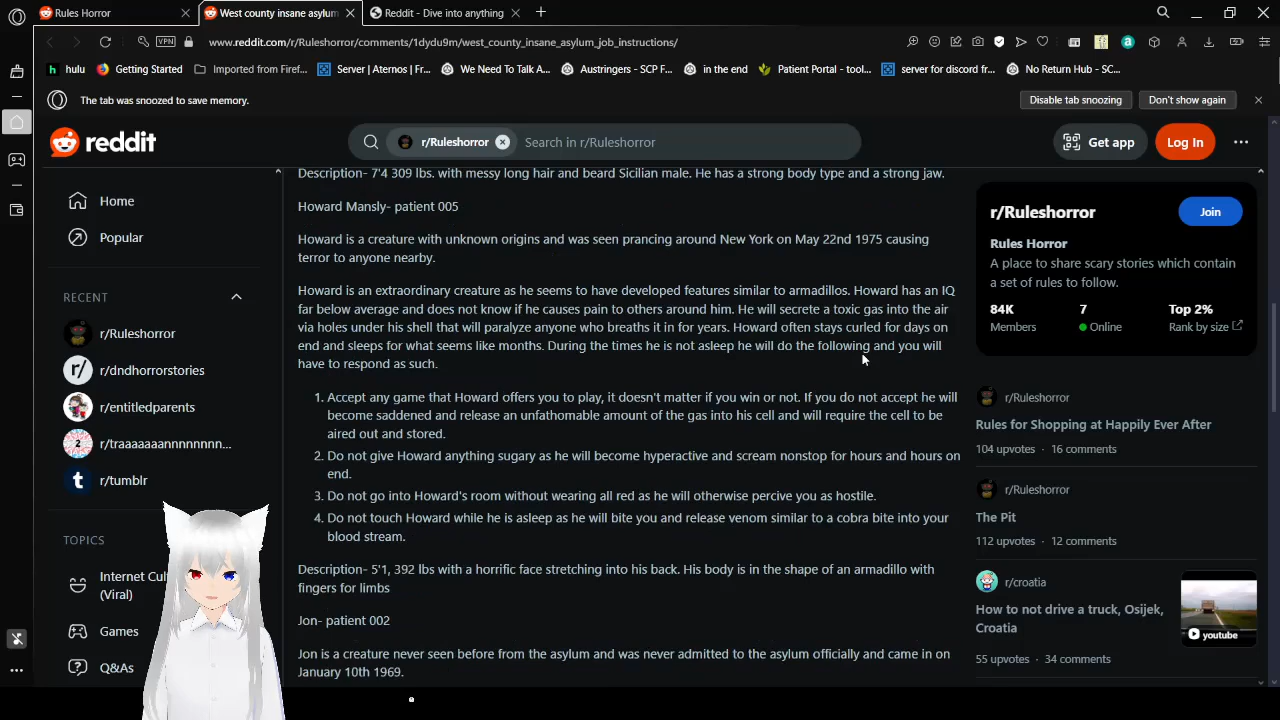 Rules Horror
West county insane asylum
Reddit - Dive into anything
VPN
www.reddit.com/r/Ruleshorror/comments/1dydu9m/west_county_insane_asylum_job_instructions/
hulu
Getting Started
Imported from Firef...
Server | Aternos | Fr...
We Need To Talk A...
Austringers - SCP F...
in the end
Patient Portal - tool...
server for discord fr...
No Return Hub - SC...
The tab was snoozed to save memory.
Disable tab snoozing
Don't show again
reddit
r/Ruleshorror
Search in r/Ruleshorror
Get app
Log In
Home
Popular
RECENT
r/Ruleshorror
r/dndhorrorstories
r/entitledparents
r/traaaaaaannnnnnnn...
r/tumblr
TOPICS
Internet Cul
(Viral)
Games
Q&As
Description- 7'4 309 lbs. with messy long hair and beard Sicilian male. He has a strong body type and a strong jaw.
Howard Mansly- patient 005
Howard is a creature with unknown origins and was seen prancing around New York on May 22nd 1975 causing
terror to anyone nearby.
Howard is an extraordinary creature as he seems to have developed features similar to armadillos. Howard has an IQ
far below average and does not know if he causes pain to others around him. He will secrete a toxic gas into the air
via holes under his shell that will paralyze anyone who breaths it in for years. Howard often stays curled for days on
end and sleeps for what seems like months. During the times he is not asleep he will do the following and you will
have to respond as such.
1. Accept any game that Howard offers you to play, it doesn't matter if you win or not. If you do not accept he will
become saddened and release an unfathomable amount of the gas into his cell and will require the cell to be
aired out and stored.
2. Do not give Howard anything sugary as he will become hyperactive and scream nonstop for hours and hours on
end.
3. Do not go into Howard's room without wearing all red as he will otherwise percive you as hostile.
4. Do not touch Howard while he is asleep as he will bite you and release venom similar to a cobra bite into your
blood stream.
Description- 5'1, 392 lbs with a horrific face stretching into his back. His body is in the shape of an armadillo with
fingers for limbs
Jon- patient 002
Jon is a creature never seen before from the asylum and was never admitted to the asylum officially and came in on
January 10th 1969.
r/Ruleshorror
Join
Rules Horror
A place to share scary stories which contain
a set of rules to follow.
84K
7
Top 2%
Members
Online
Rank by size
r/Ruleshorror
Rules for Shopping at Happily Ever After
104 upvotes · 16 comments
r/Ruleshorror
The Pit
112 upvotes · 12 comments
r/croatia
How to not drive a truck, Osijek,
Croatia
youtube
55 upvotes · 34 comments